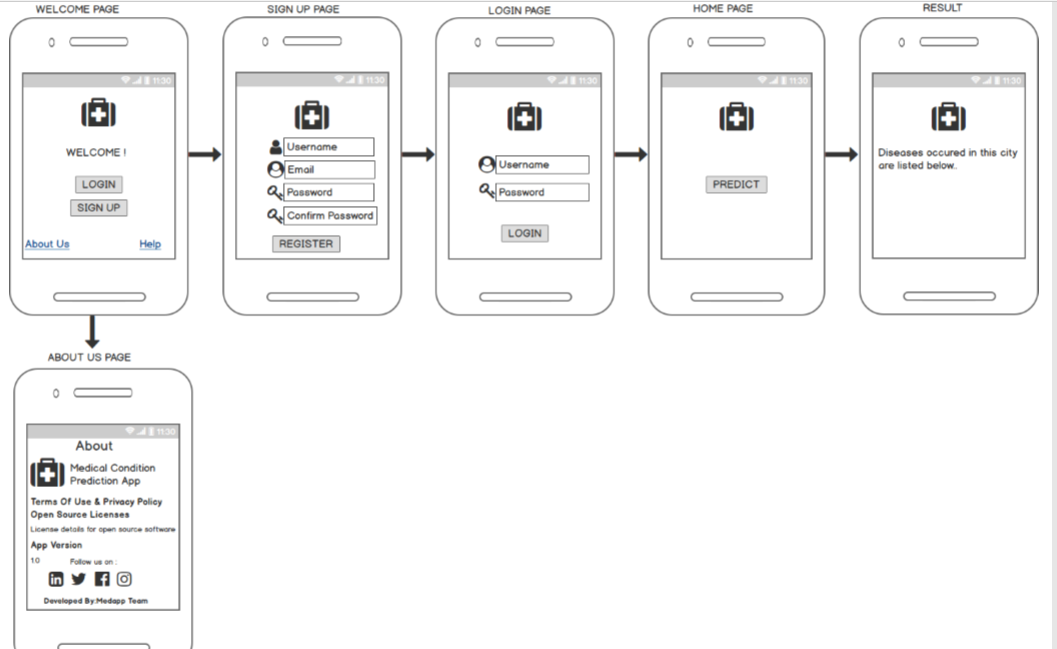 WELCOME PAGE
11:30
WELCOME !
LOGIN
SIGN UP
About Us Help
SIGN UP PAGE
11:30
Username
Email
Password
Confirm Password
REGISTER
LOGIN PAGE
11:30
Username
Password
LOGIN
HOME PAGE
11:30
PREDICT
RESULT
11:30
Diseases occured in this city
are listed below.
ABOUT US PAGE
11:30
About
Medical Condition
Prediction App
Terms Of Use & Privacy Policy
Open Source Licenses
License details for open source software
App Version
1.0 Follow us on :
Developed By:Medapp Team